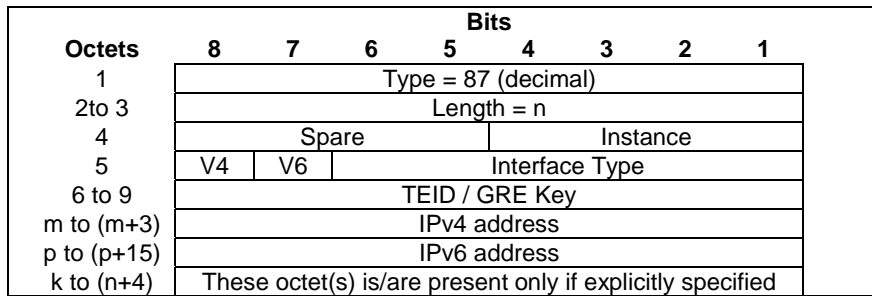 Bits
Octets 8 7 6 5 4 3 2 1
1 Type = 87 (decimal)
2to 3 Length = n
4 Spare Instance
5 V4 V6 Interface Type
6 to 9 TEID / GRE Key
m to (m+3) IPv4 address
p to (p+15) IPv6 address
k to (n+4) These octet(s) is/are present only if explicitly specified